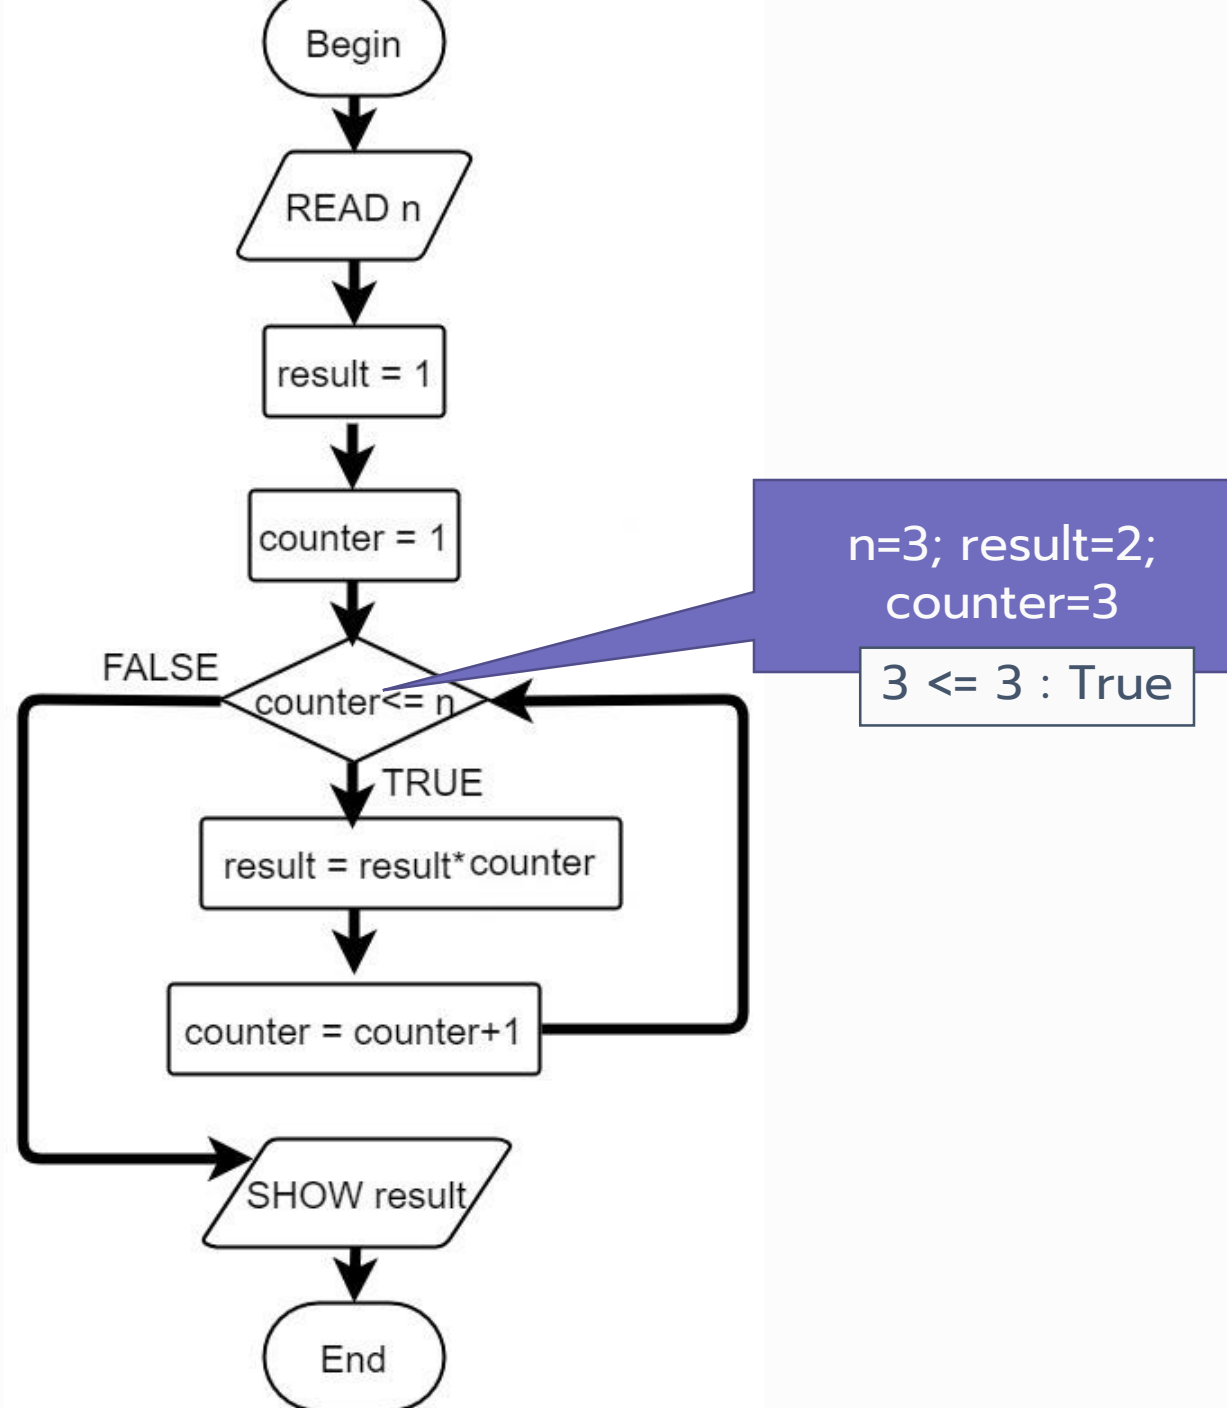 Begin
READ n
result = 1
counter = 1
n=3; result=2;
counter=3
3 <= 3 : True
FALSE
counter<= n
TRUE
result = result*counter
counter = counter+1
SHOW result
End